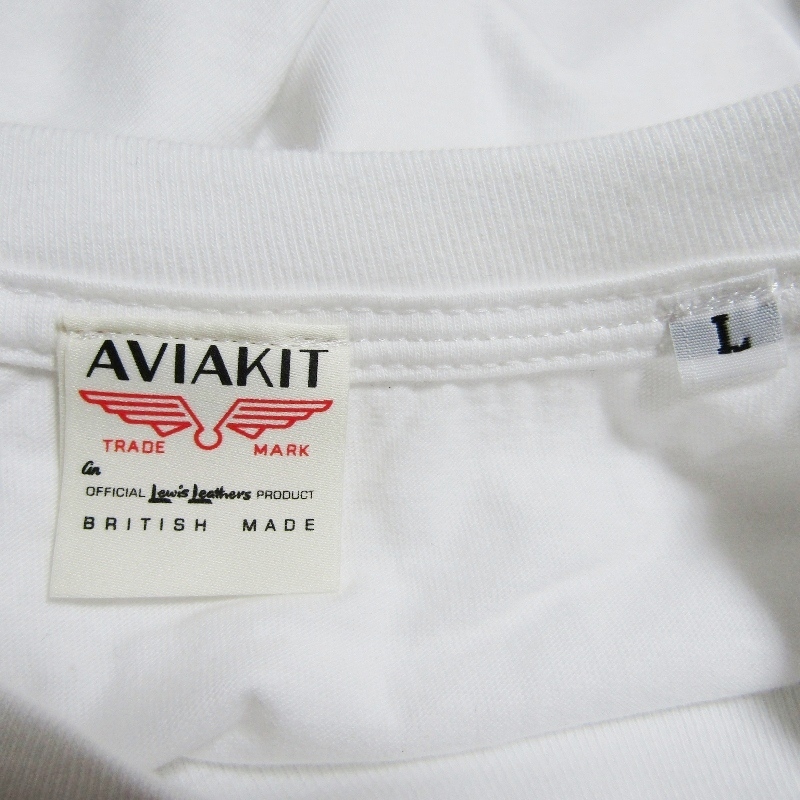 AVIAKIT
TRADE MARK
An
OFFICIAL Lewis Leathers PRODUCT
BRITISH MADE
L